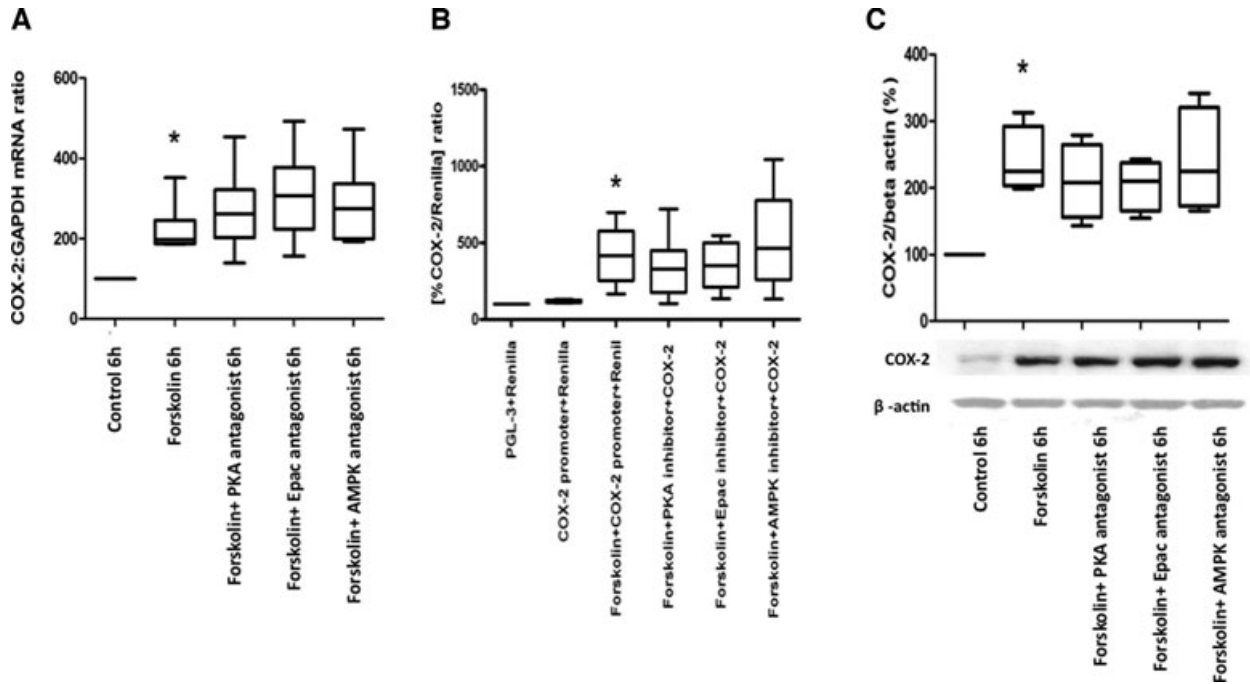 A
COX-2:GAPDH mRNA ratio
600
400
200
0
*
Control 6h
Forskolin 6h
Forskolin+ PKA antagonist 6h
Forskolin+ Epac antagonist 6h
Forskolin+ AMPK antagonist 6h
B
[%COX-2/Renilla] ratio
1500
1000
500
0
*
PGL-3+Renilla
COX-2 promoter+Renilla
Forskolin+COX-2 promoter+Renil
Forskolin+PKA inhibitor+COX-2
Forskolin+Epac inhibitor+COX-2
Forskolin+AMPK inhibitor+COX-2
C
COX-2/beta actin (%)
400
300
200
100
0
*
COX-2
β -actin
Control 6h
Forskolin 6h
Forskolin+ PKA antagonist 6h
Forskolin+ Epac antagonist 6h
Forskolin+ AMPK antagonist 6h